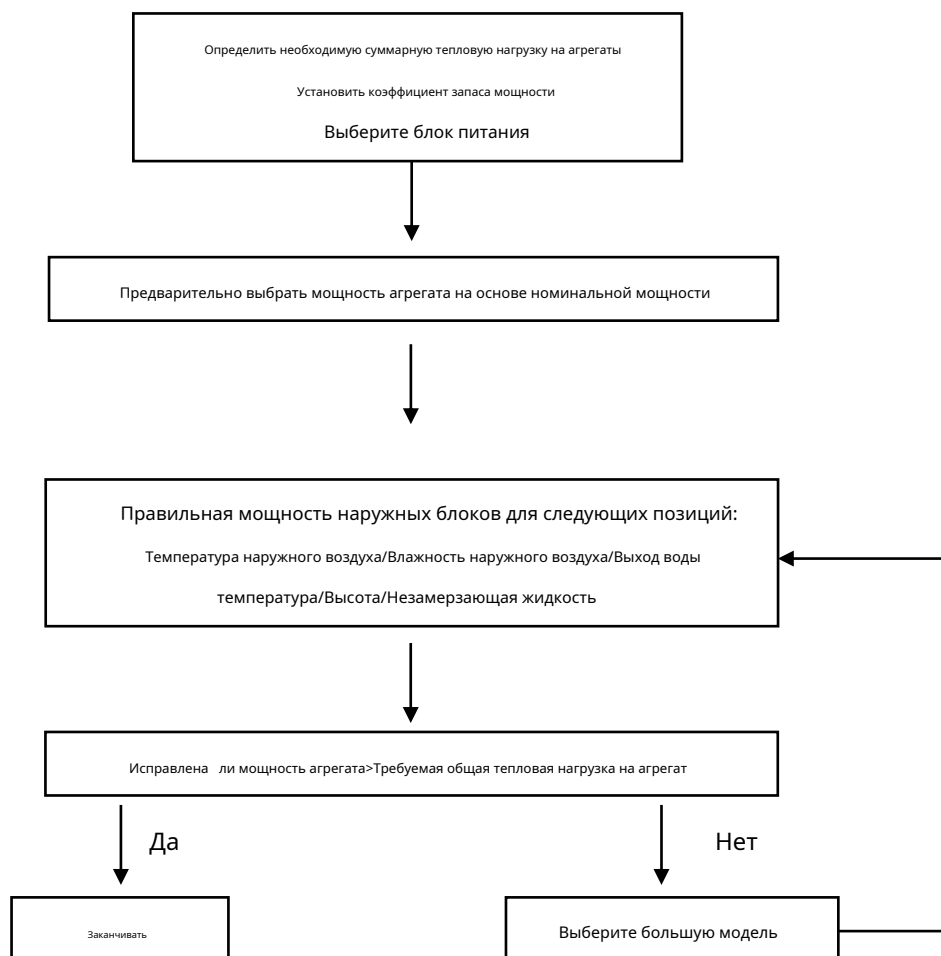 Определить необходимую суммарную тепловую нагрузку на агрегаты
Установить коэффициент запаса мощности
Выберите блок питания
Предварительно выбрать мощность агрегата на основе номинальной мощности
Правильная мощность наружных блоков для следующих позиций:
Температура наружного воздуха/Влажность наружного воздуха/Выход воды
температура/Высота/Незамерзающая жидкость
Исправлена ли мощность агрегата>Требуемая общая тепловая нагрузка на агрегат
Да
Нет
Заканчивать
Выберите большую модель